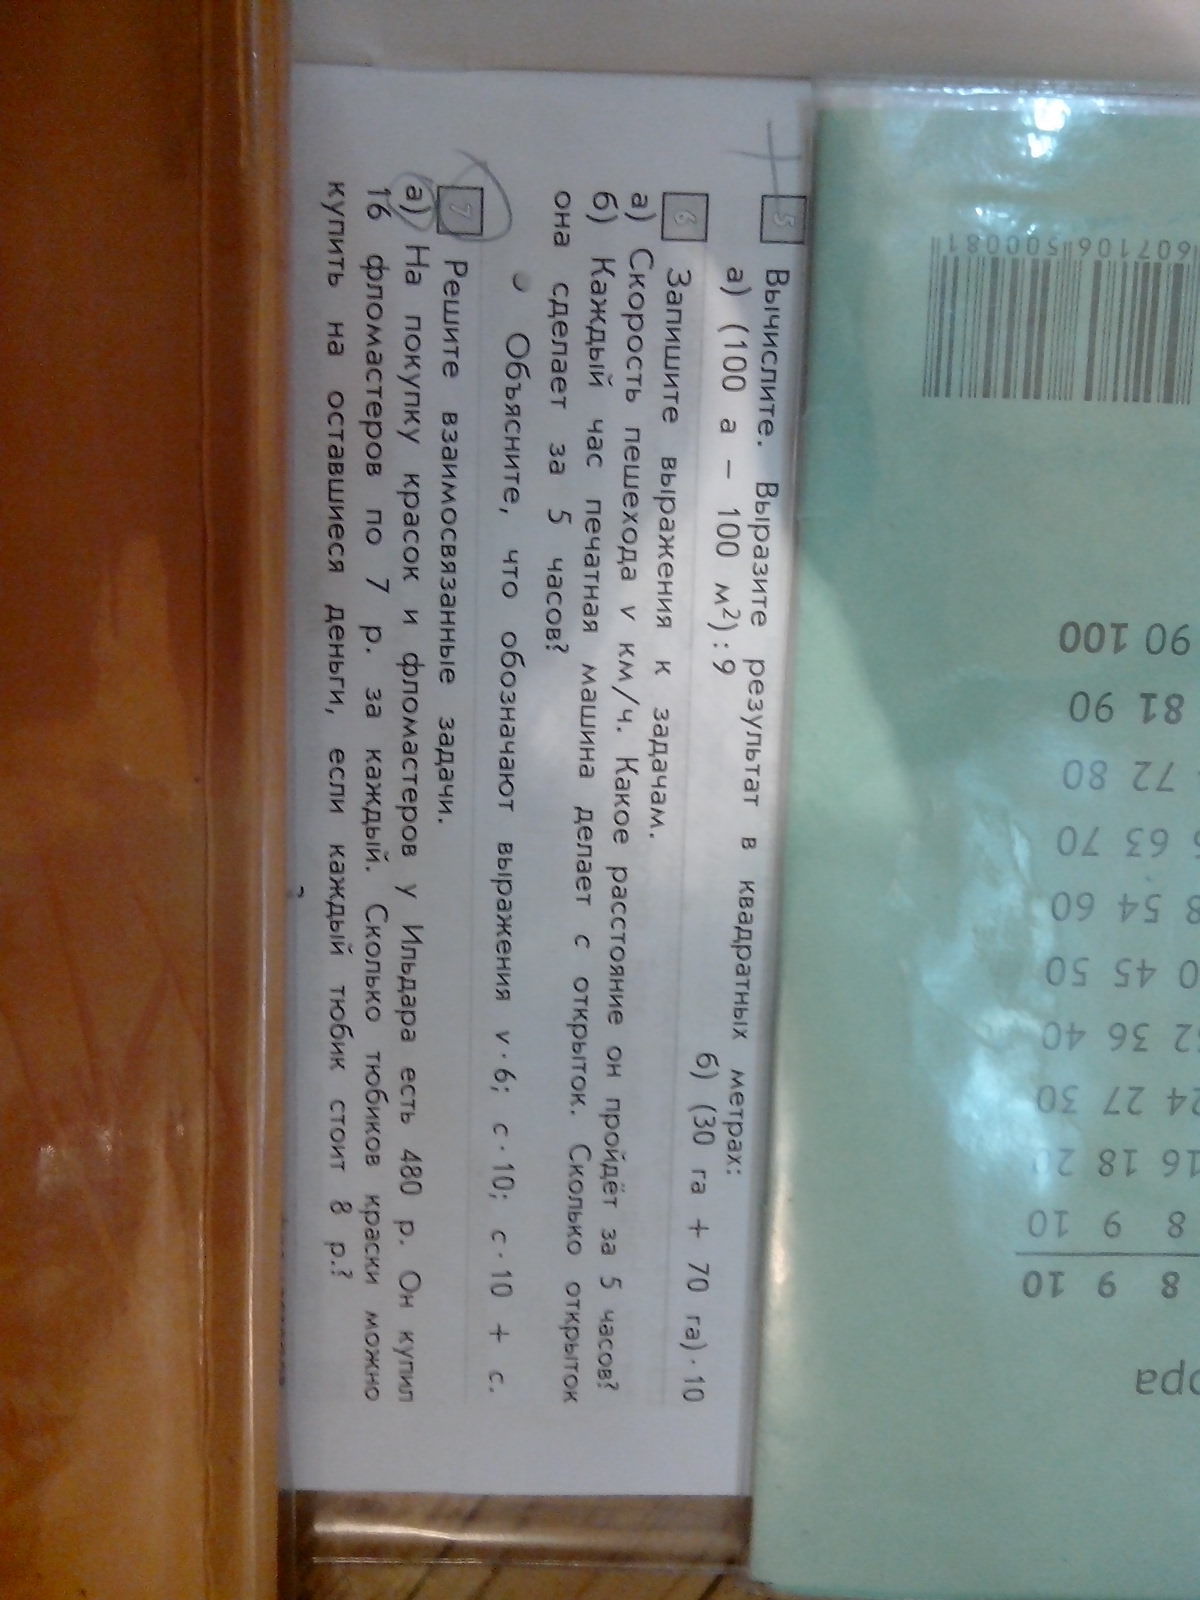 5 Вычислите. Выразите результат в квадратных метрах:
а) (100 а – 100 м²) : 9 б) (30 га + 70 га) · 10
6 Запишите выражения к задачам.
а) Скорость пешехода v км/ч. Какое расстояние он пройдёт за 5 часов?
б) Каждый час печатная машина делает с открыток. Сколько открыток
она сделает за 5 часов?
Объясните, что обозначают выражения v · 6; с · 10; с · 10 + с.
7 Решите взаимосвязанные задачи.
а) На покупку красок и фломастеров у Ильдара есть 480 р. Он купил
16 фломастеров по 7 р. за каждый. Сколько тюбиков краски можно
купить на оставшиеся деньги, если каждый тюбик стоит 8 р.?
ора
8 9 10
8 9 10
16 18
24 27 30
36 40
45 50
54 60
63 70
72 80
81 90
90 100